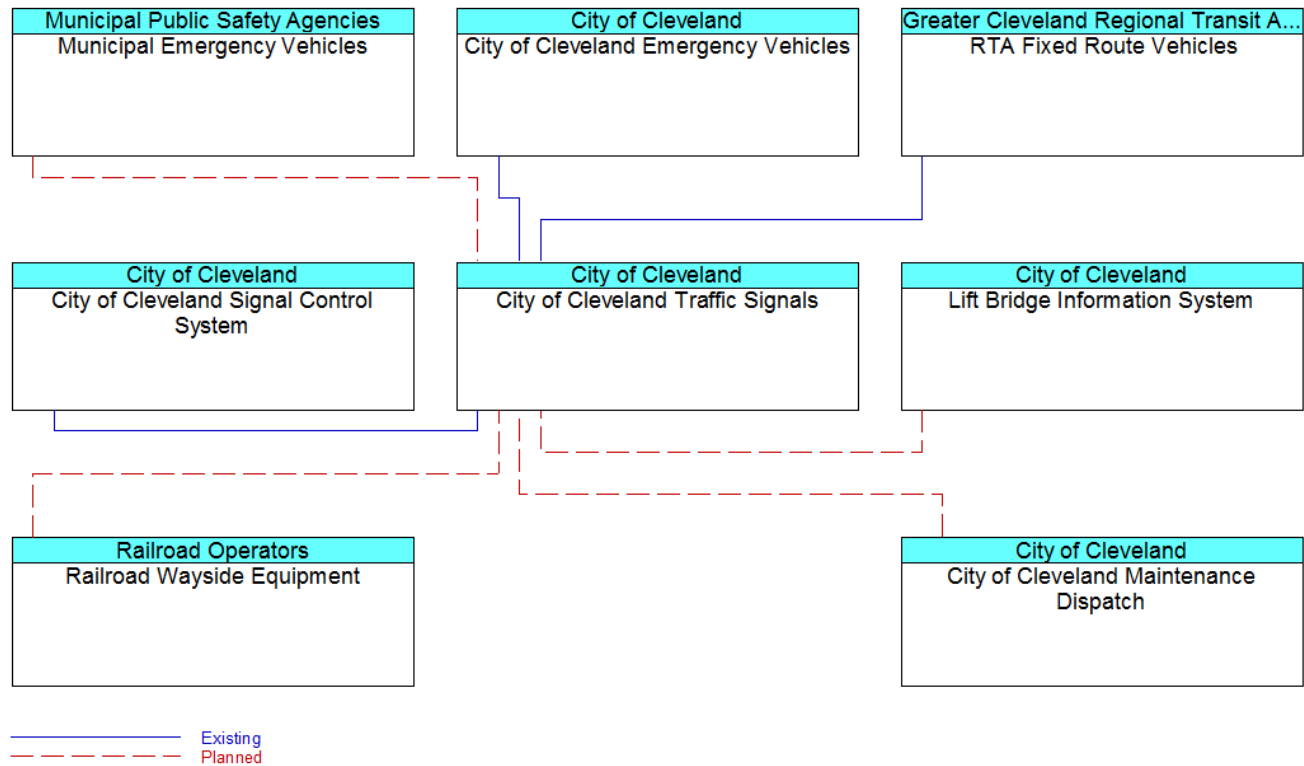 Municipal Public Safety Agencies
Municipal Emergency Vehicles
City of Cleveland
City of Cleveland Emergency Vehicles
Greater Cleveland Regional Transit A...
RTA Fixed Route Vehicles
City of Cleveland
City of Cleveland Signal Control
System
City of Cleveland
City of Cleveland Traffic Signals
City of Cleveland
Lift Bridge Information System
Railroad Operators
Railroad Wayside Equipment
City of Cleveland
City of Cleveland Maintenance
Dispatch
Existing
Planned